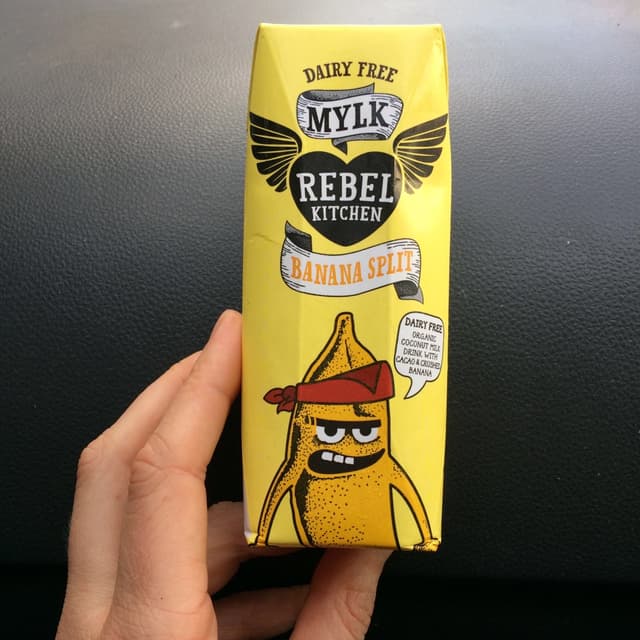 DAIRY FREE
MYLK
REBEL
KITCHEN
BANANA SPLIT
DAIRY FREE
ORGANIC
COCONUT MILK
DRINK WITH
CACAO & CRUSHED
BANANA